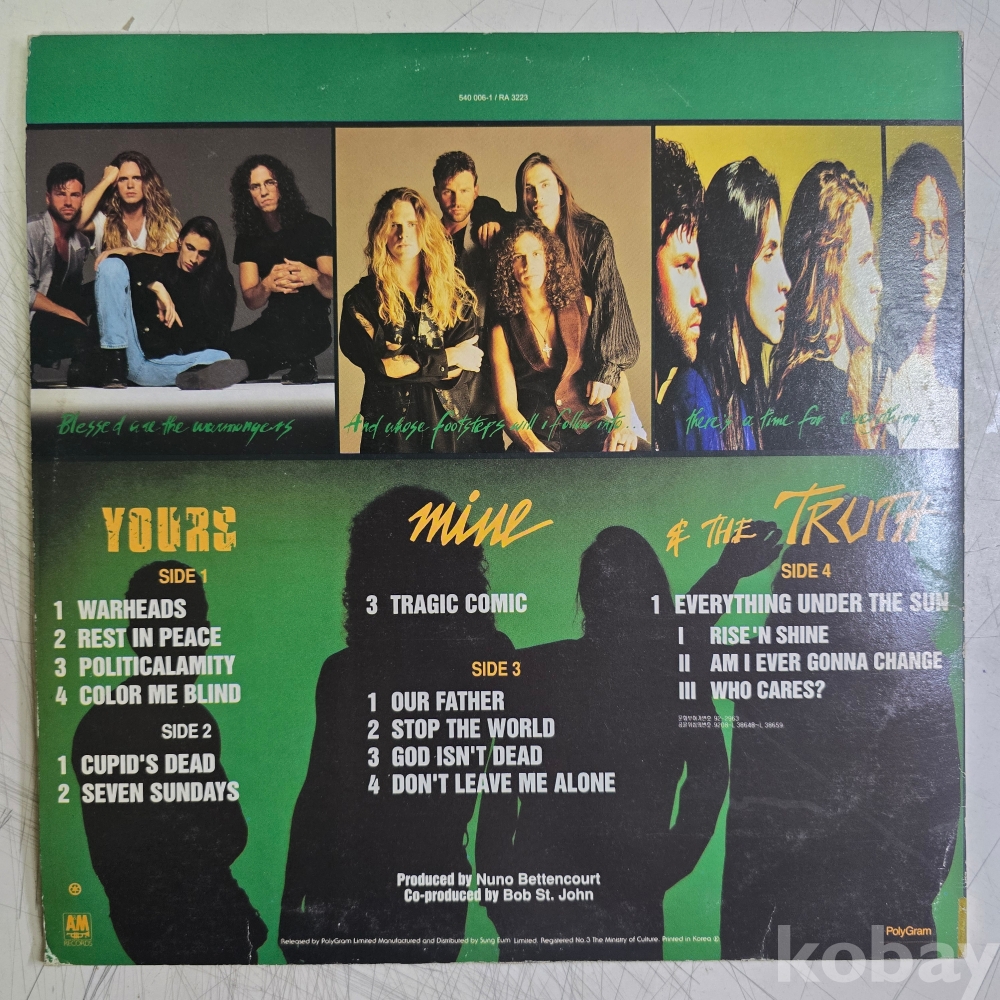 540 006-1 / RA 3223
Blessed are the warmongers
And whose footsteps will i follow into...
there's a time for everything
YOURS
mine
& THE TRUTH
SIDE 1
1 WARHEADS
2 REST IN PEACE
3 POLITICALAMITY
4 COLOR ME BLIND
SIDE 2
1 CUPID'S DEAD
2 SEVEN SUNDAYS
3 TRAGIC COMIC
SIDE 3
1 OUR FATHER
2 STOP THE WORLD
3 GOD ISN'T DEAD
4 DON'T LEAVE ME ALONE
SIDE 4
1 EVERYTHING UNDER THE SUN
I RISE 'N SHINE
II AM I EVER GONNA CHANGE
III WHO CARES?
Produced by Nuno Bettencourt
Co-produced by Bob St. John
A&M
RECORDS
Released by PolyGram Limited Manufactured and Distributed by Sung Eum Limited. Registered No.3 The Ministry of Culture. Printed in Korea ⓟ
PolyGram
kobay